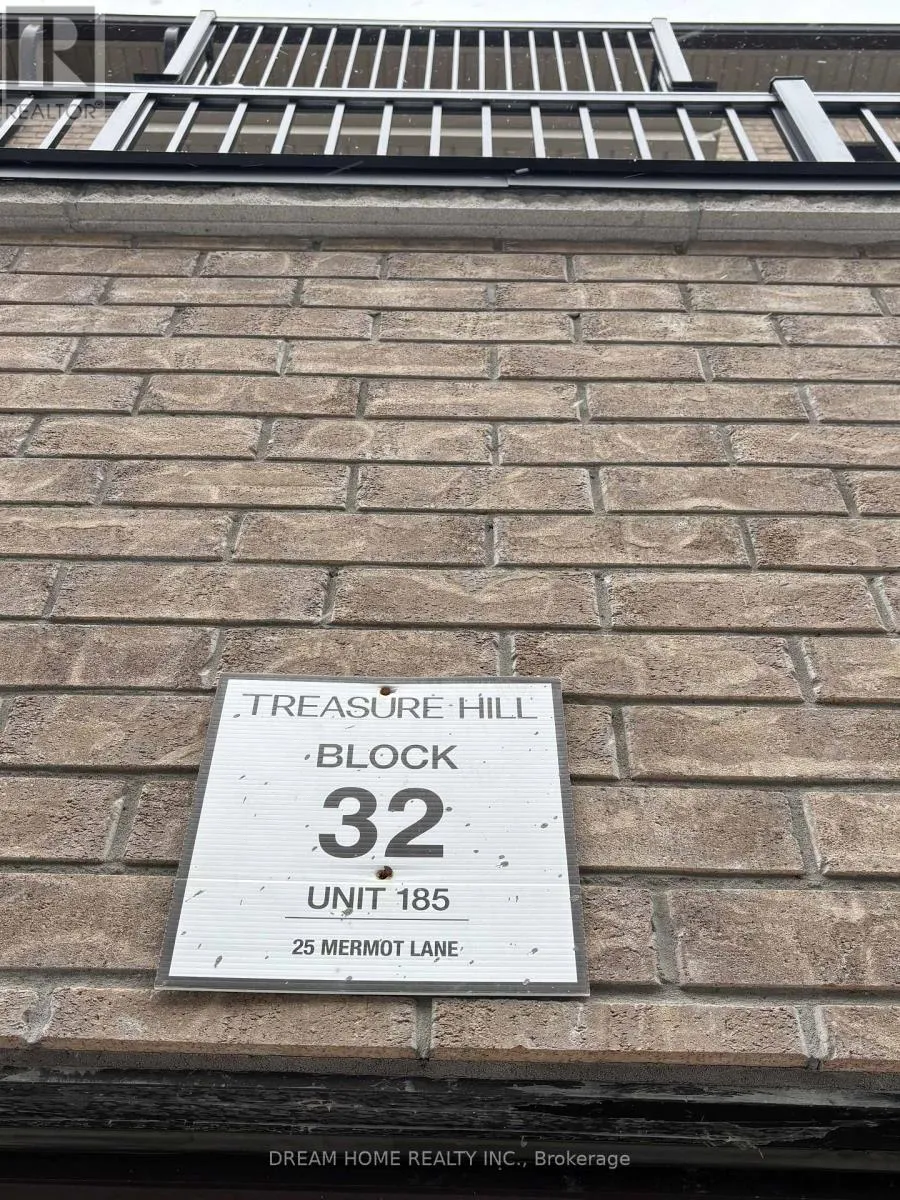 R
REALTOR®
TREASURE HILL
BLOCK
32
UNIT 185
25 MERMOT LANE
DREAM HOME REALTY INC., Brokerage